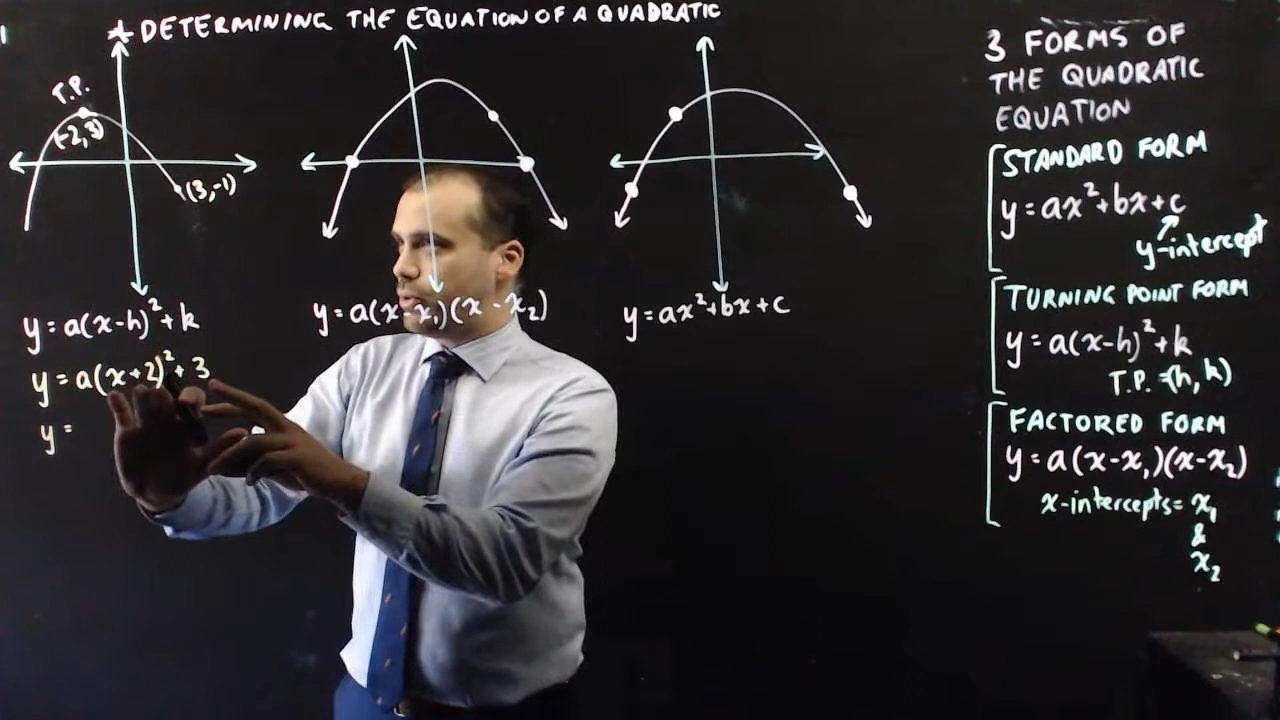 * DETERMINING THE EQUATION OF A QUADRATIC
T.P.
(-2,3)
(3,-1)
y=a(x-h)²+k
y=a(x+2)²+3
y=
y=a(x-x₁)(x-x₂)
y=ax²+bx+c
3 FORMS OF
THE QUADRATIC
EQUATION
STANDARD FORM
y=ax²+bx+c
y-intercept
TURNING POINT FORM
y=a(x-h)²+k
T.P. =(h, k)
FACTORED FORM
y=a(x-x₁)(x-x₂)
x-intercepts= x₁
&
x₂